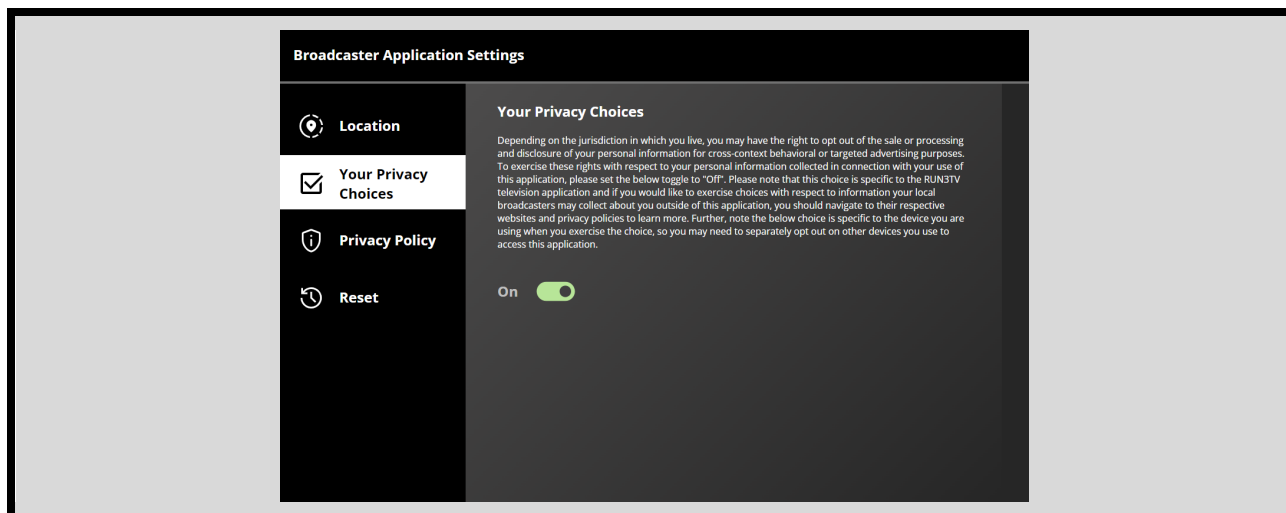 Broadcaster Application Settings
Location
Your Privacy
Choices
Privacy Policy
Reset
Your Privacy Choices
Depending on the jurisdiction in which you live, you may have the right to opt out of the sale or processing
and disclosure of your personal information for cross-context behavioral or targeted advertising purposes.
To exercise these rights with respect to your personal information collected in connection with your use of
this application, please set the below toggle to "Off". Please note that this choice is specific to the RUN3TV
television application and if you would like to exercise choices with respect to information your local
broadcasters may collect about you outside of this application, you should navigate to their respective
websites and privacy policies to learn more. Further, note the below choice is specific to the device you are
using when you exercise the choice, so you may need to separately opt out on other devices you use to
access this application.
On